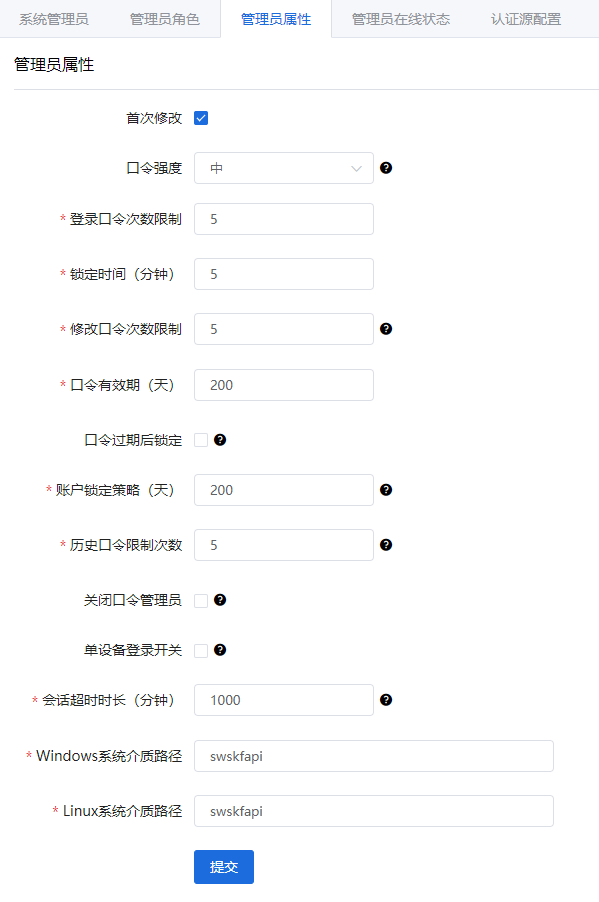 系统管理员 管理员角色 管理员属性 管理员在线状态 认证源配置
管理员属性
首次修改
口令强度 中
* 登录口令次数限制 5
* 锁定时间（分钟） 5
* 修改口令次数限制 5
* 口令有效期（天） 200
口令过期后锁定
* 账户锁定策略（天） 200
* 历史口令限制次数 5
关闭口令管理员
单设备登录开关
* 会话超时时长（分钟） 1000
* Windows系统介质路径 swskfapi
* Linux系统介质路径 swskfapi
提交